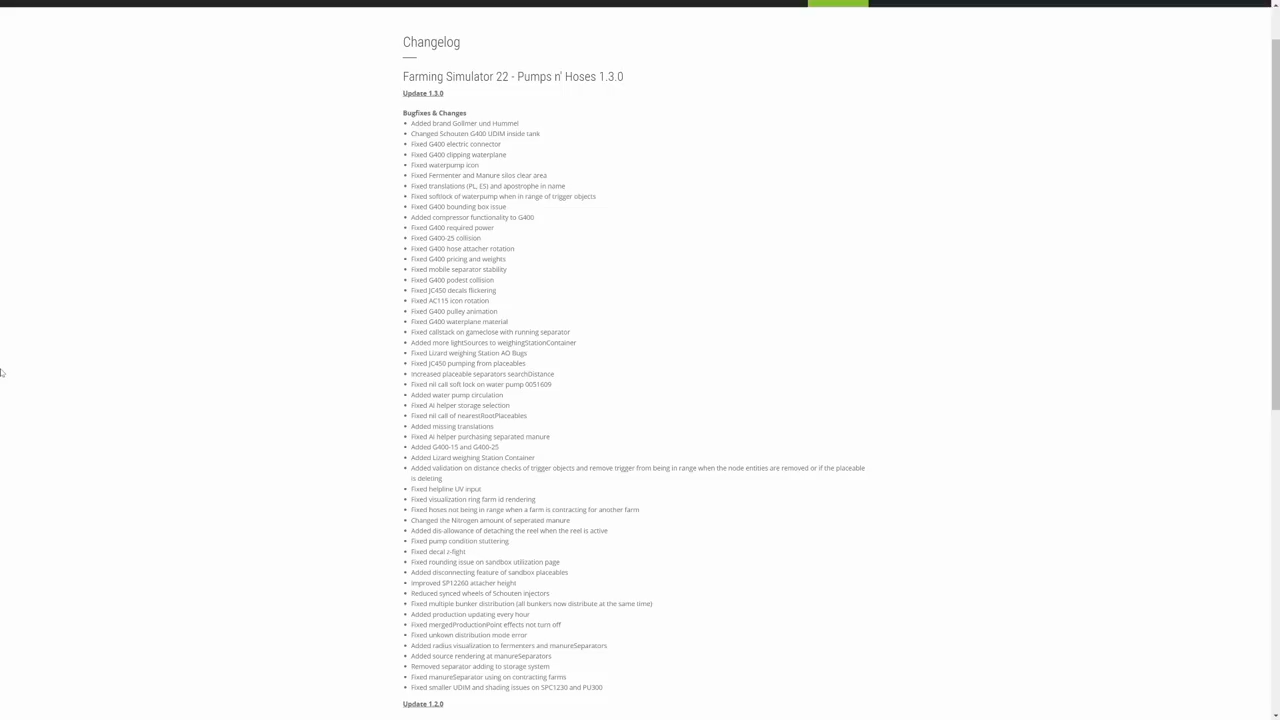 Changelog
Farming Simulator 22 - Pumps n' Hoses 1.3.0
Update 1.3.0
Bugfixes & Changes
• Added brand Gollmer und Hummel
• Changed Schouten G400 UDIM inside tank
• Fixed G400 electric connector
• Fixed G400 clipping waterplane
• Fixed waterpump icon
• Fixed Fermenter and Manure slios clear area
• Fixed translations (PL, ES) and apostrophe in name
• Fixed softlock of waterpump when in range of trigger objects
• Fixed G400 bounding box issue
• Added compressor functionality to G400
• Fixed G400 required power
• Fixed G400-25 collision
• Fixed G400 hose attacher rotation
• Fixed G400 pricing and weights
• Fixed mobile separator stability
• Fixed G400 podest collision
• Fixed JC450 decals flickering
• Fixed AC115 icon rotation
• Fixed G400 pulley animation
• Fixed G400 waterplane material
• Fixed callstack on gameclose with running separator
• Added more lightSources to weighingStationContainer
• Fixed Lizard weighing Station AO Bugs
• Fixed JC450 pumping from placeables
• Increased placeable separators searchDistance
• Fixed nil call soft lock on water pump 0051609
• Added water pump circulation
• Fixed AI helper storage selection
• Fixed nil call of nearestRootPlaceables
• Added missing translations
• Fixed AI helper purchasing separated manure
• Added G400-15 and G400-25
• Added Lizard weighing Station Container
• Added validation on distance checks of trigger objects and remove trigger from being in range when the node entities are removed or if the placeable
is deleting
• Fixed helpline UV input
• Fixed visualization ring farm id rendering
• Fixed hoses not being in range when a farm is contracting for another farm
• Changed the Nitrogen amount of seperated manure
• Added dis-allowance of detaching the reel when the reel is active
• Fixed pump condition stuttering
• Fixed decal z-fight
• Fixed rounding issue on sandbox utilization page
• Added disconnecting feature of sandbox placeables
• Improved SP12260 attacher height
• Reduced synced wheels of Schouten injectors
• Fixed multiple bunker distribution (all bunkers now distribute at the same time)
• Added production updating every hour
• Fixed mergedProductionPoint effects not turn off
• Fixed unkown distribution mode error
• Added radius visualization to fermenters and manureSeparators
• Added source rendering at manureSeparators
• Removed separator adding to storage system
• Fixed manureSeparator using on contracting farms
• Fixed smaller UDIM and shading issues on SPC1230 and PU300
Update 1.2.0